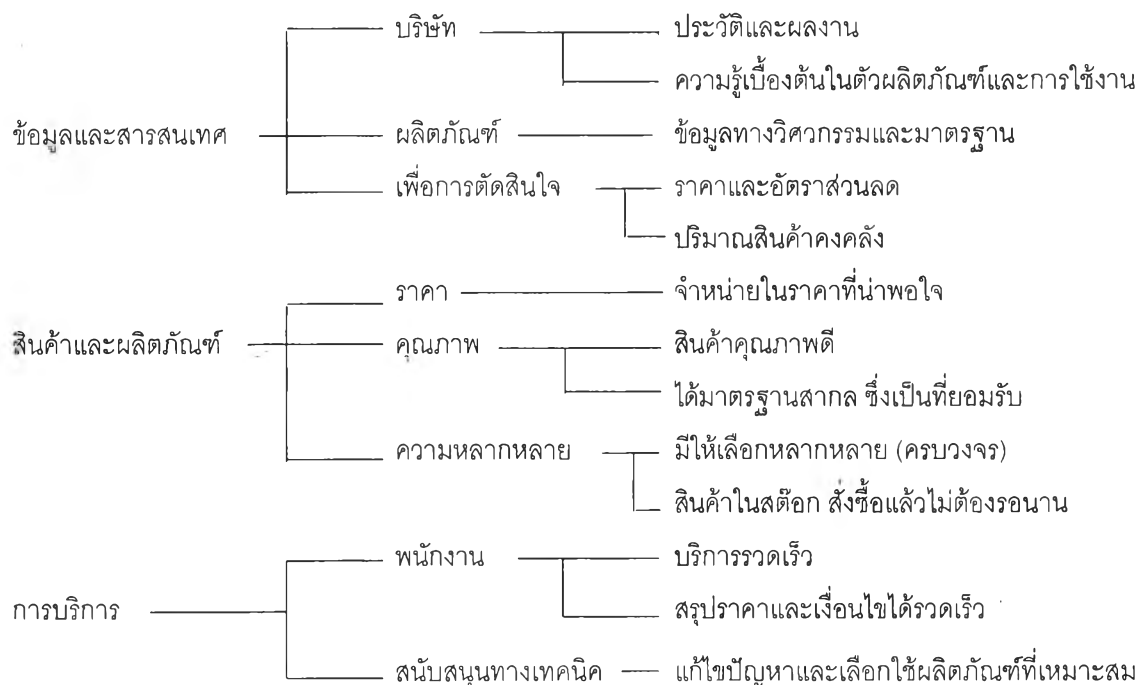 บริษัท ประวัติและผลงาน
ความรู้เบื้องต้นในตัวผลิตภัณฑ์และการใช้งาน
ข้อมูลและสารสนเทศ ผลิตภัณฑ์ ข้อมูลทางวิศวกรรมและมาตรฐาน
เพื่อการตัดสินใจ ราคาและอัตราส่วนลด
ปริมาณสินค้าคงคลัง
ราคา จำหน่ายในราคาที่น่าพอใจ
สินค้าและผลิตภัณฑ์ คุณภาพ สินค้าคุณภาพดี
ได้มาตรฐานสากล ซึ่งเป็นที่ยอมรับ
ความหลากหลาย มีให้เลือกหลากหลาย (ครบวงจร)
สินค้าในสต๊อก สั่งซื้อแล้วไม่ต้องรอนาน
พนักงาน บริการรวดเร็ว
การบริการ สรุปราคาและเงื่อนไขได้รวดเร็ว
สนับสนุนทางเทคนิค แก้ไขปัญหาและเลือกใช้ผลิตภัณฑ์ที่เหมาะสม